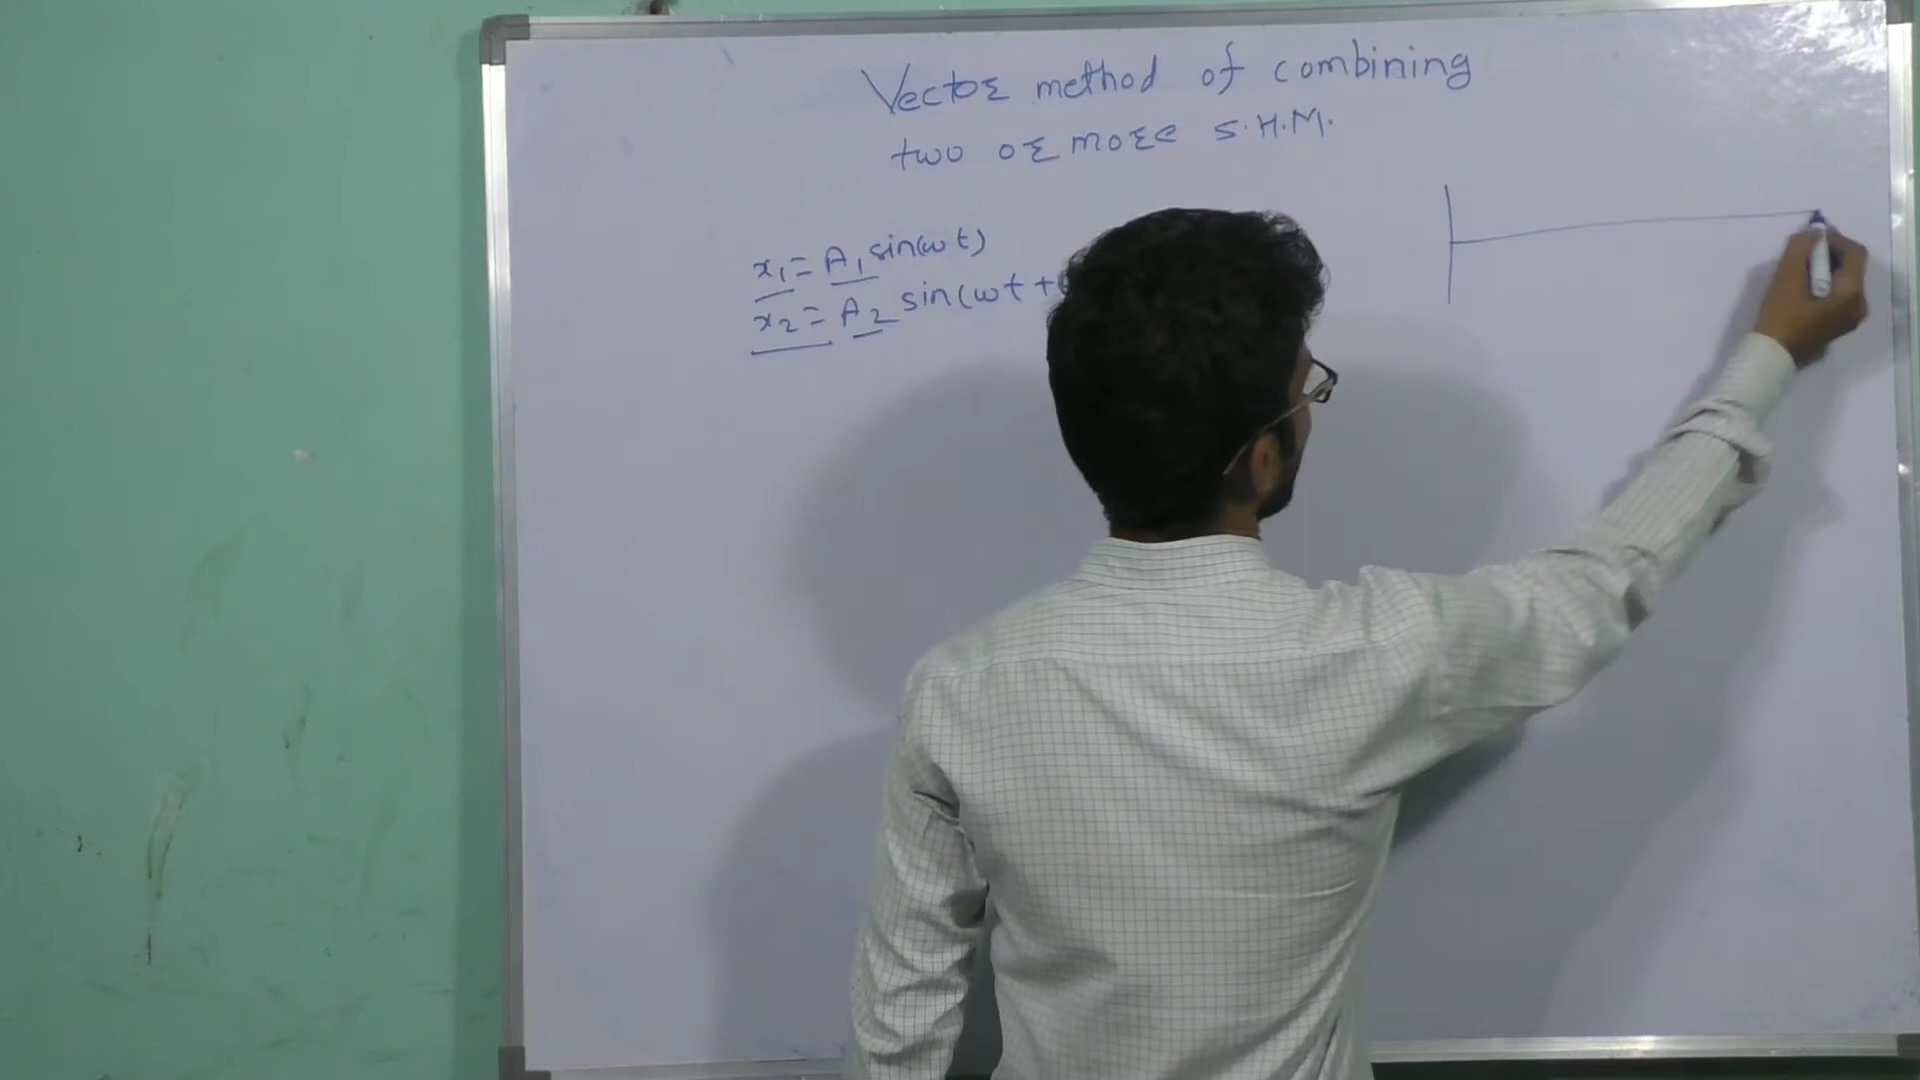 Vector method of combining
two or more S.H.M.
x₁ = A₁ sin(ωt)
x₂ = A₂ sin(ωt +